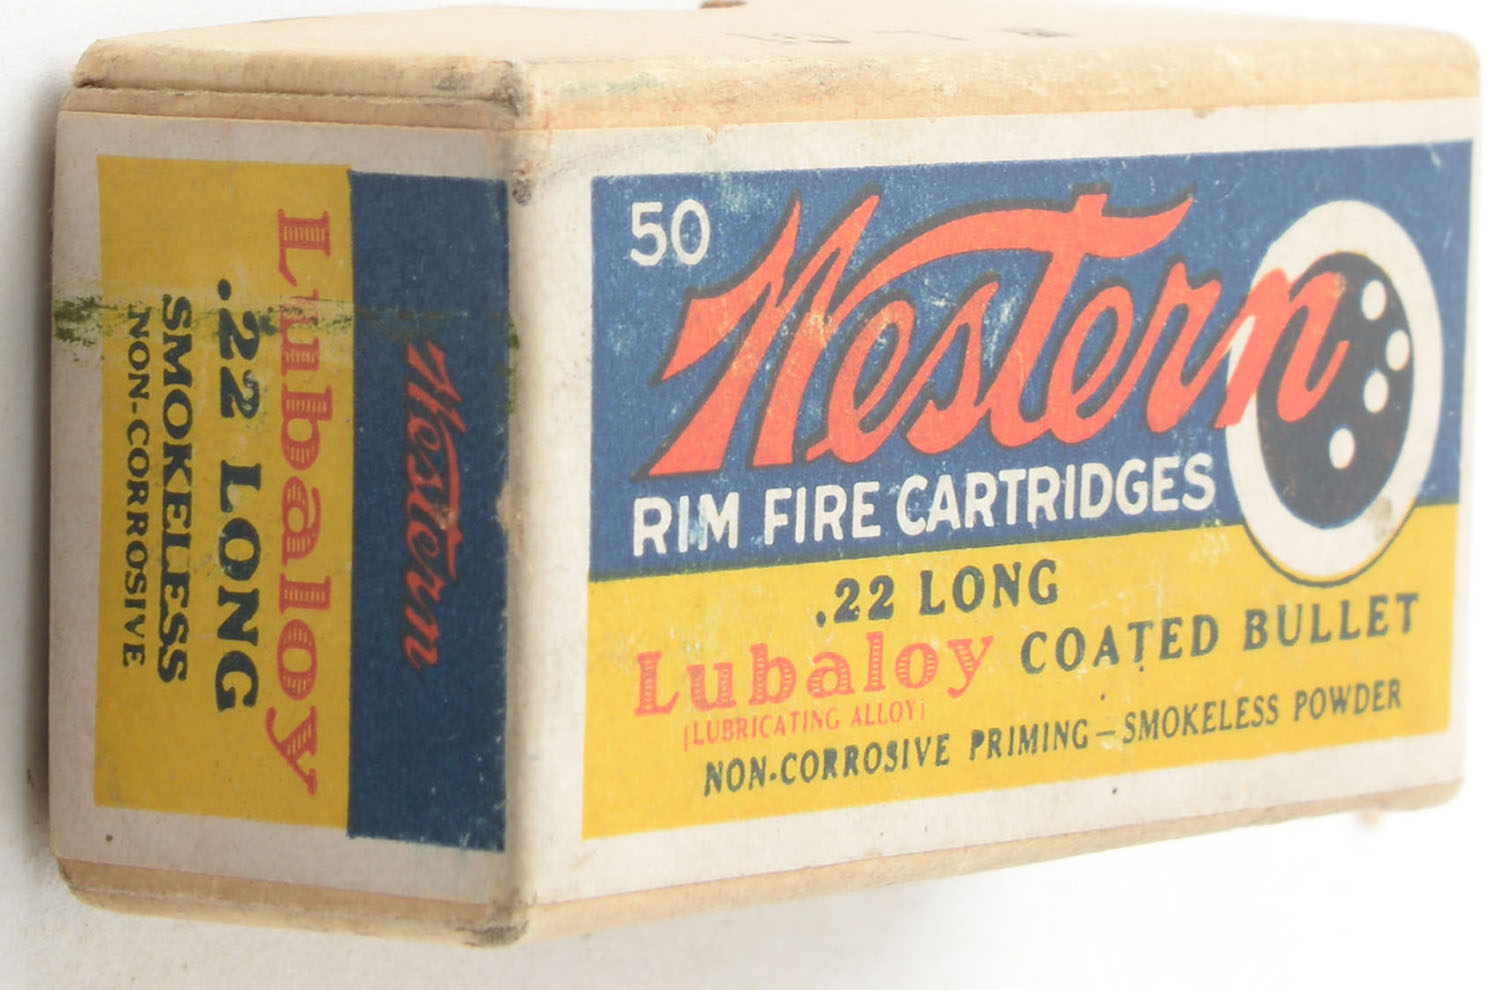 50
Western
RIM FIRE CARTRIDGES
.22 LONG
Lubaloy COATED BULLET
(LUBRICATING ALLOY)
NON-CORROSIVE PRIMING—SMOKELESS POWDER
Western
Lubaloy
.22 LONG
SMOKELESS
NON-CORROSIVE